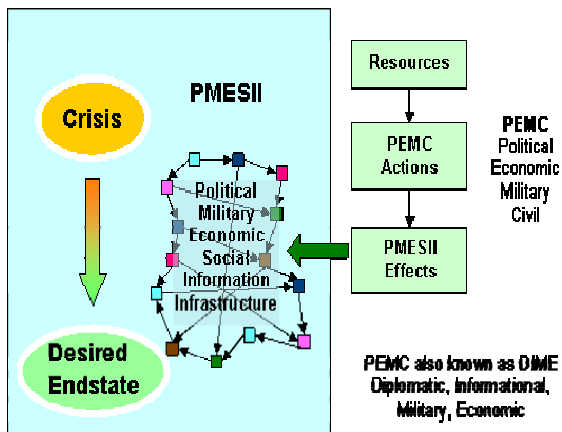 PMESII
Crisis
Political
Military
Economic
Social
Information
Infrastructure
Desired
Endstate
Resources
PEMC
Actions
PMESII
Effects
PEMC
Political
Economic
Military
Civil
PEMC also known as DIME
Diplomatic, Informational,
Military, Economic